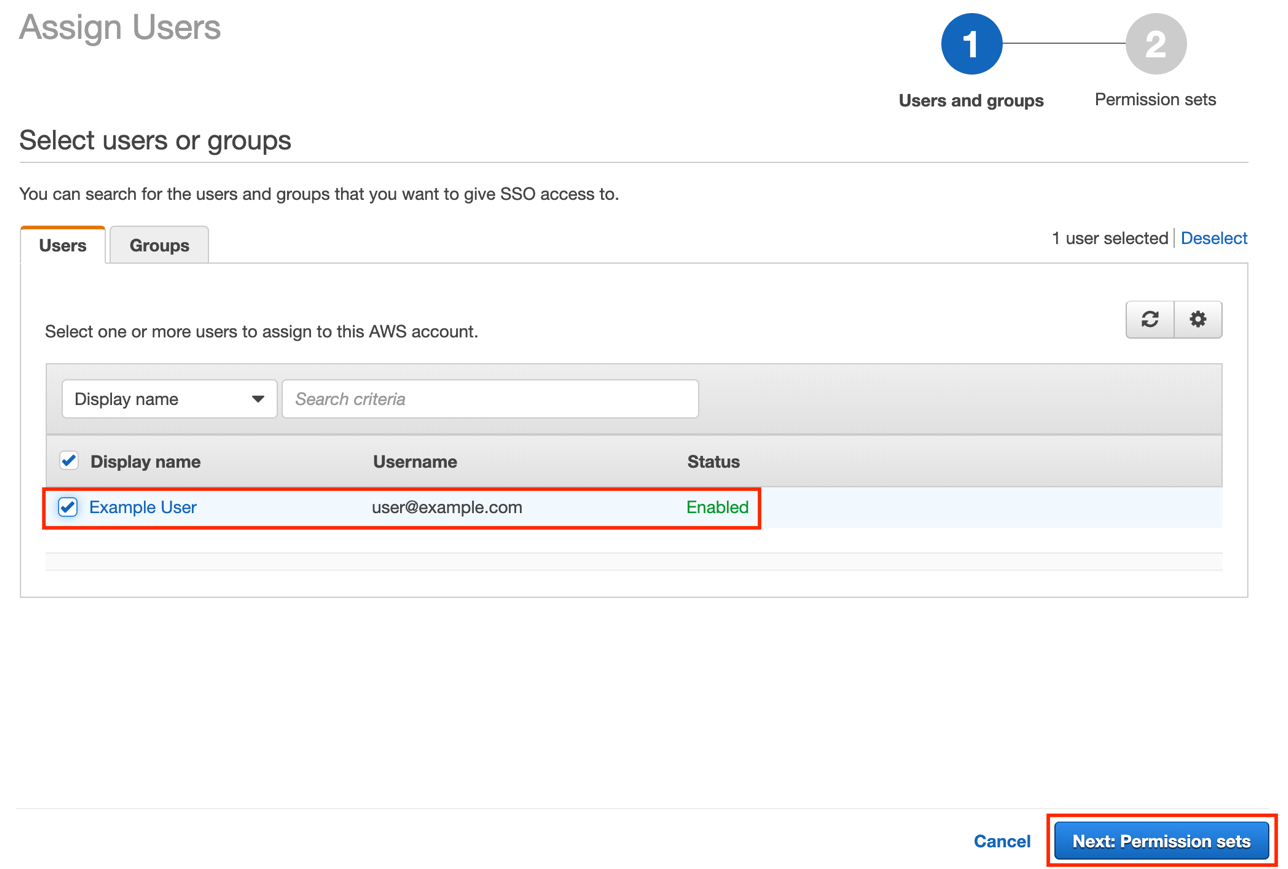 Assign Users
1
2
Users and groups
Permission sets
Select users or groups
You can search for the users and groups that you want to give SSO access to.
Users
Groups
1 user selected
Deselect
Select one or more users to assign to this AWS account.
Display name
Search criteria
Display name
Username
Status
Example User
user@example.com
Enabled
Cancel
Next: Permission sets